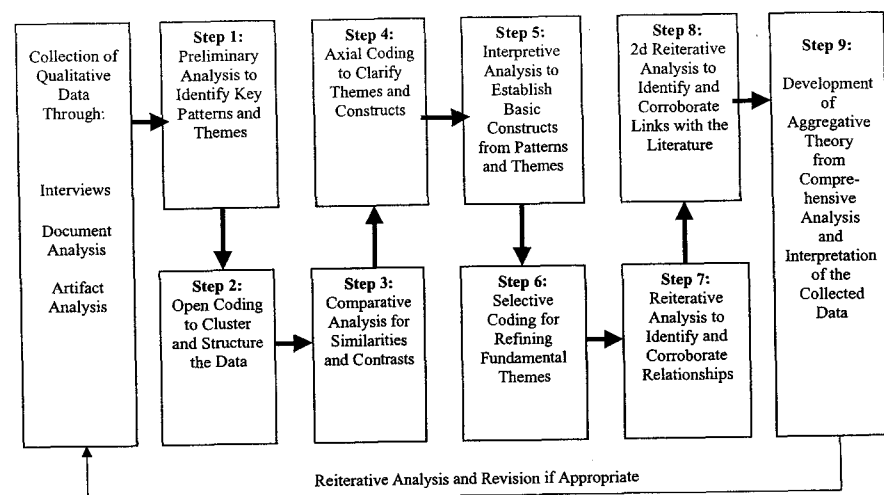 Collection of
Qualitative
Data
Through:
Interviews
Document
Analysis
Artifact
Analysis
Step 1:
Preliminary
Analysis to
Identify Key
Patterns and
Themes
Step 2:
Open Coding
to Cluster
and Structure
the Data
Step 3:
Comparative
Analysis for
Similarities
and Contrasts
Step 4:
Axial Coding
to Clarify
Themes and
Constructs
Step 5:
Interpretive
Analysis to
Establish
Basic
Constructs
from Patterns
and Themes
Step 6:
Selective
Coding for
Refining
Fundamental
Themes
Step 7:
Reiterative
Analysis to
Identify and
Corroborate
Relationships
Step 8:
2d Reiterative
Analysis to
Identify and
Corroborate
Links with the
Literature
Step 9:
Development
of
Aggregative
Theory
from
Compre-
hensive
Analysis
and
Interpretation
of the
Collected
Data
Reiterative Analysis and Revision if Appropriate